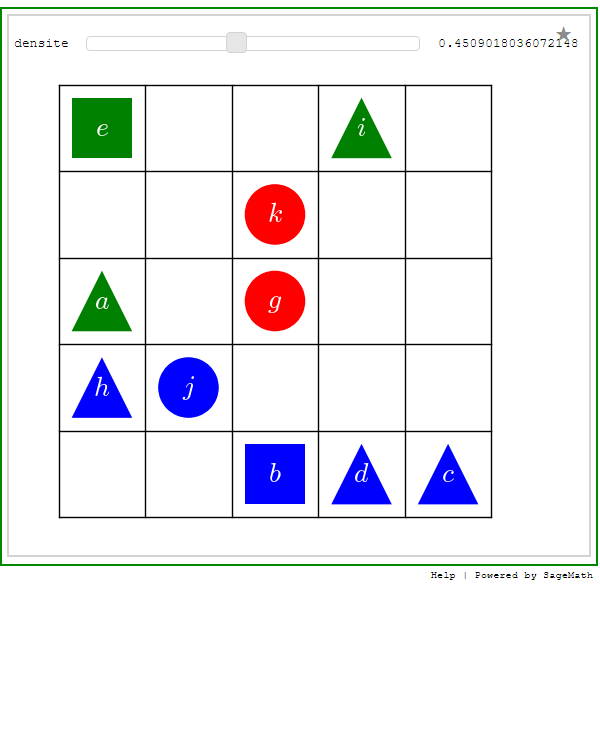 densite 0.4509018036072148
e i
k
a g
h j
b d c
Help | Powered by SageMath